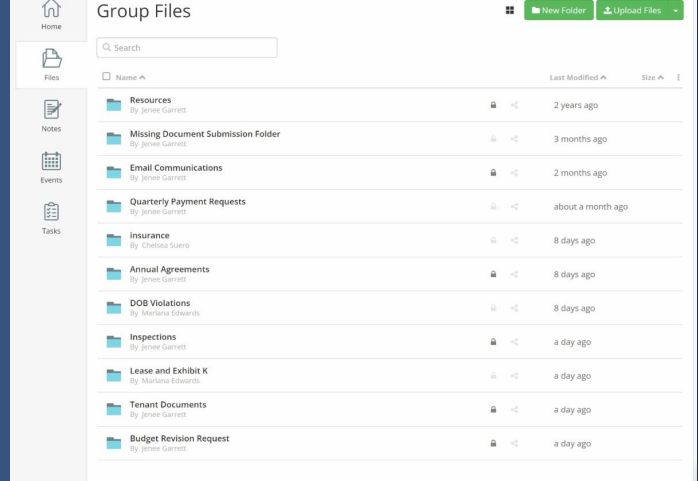 Home
Files
Notes
Events
Tasks
Group Files
New Folder
Upload Files
Search
Name
Last Modified
Size
Resources
By Jenee Garrett
2 years ago
Missing Document Submission Folder
By Jenee Garrett
3 months ago
Email Communications
By Jenee Garrett
2 months ago
Quarterly Payment Requests
By Jenee Garrett
about a month ago
insurance
By Chelsea Suero
8 days ago
Annual Agreements
By Jenee Garrett
8 days ago
DOB Violations
By Marlana Edwards
8 days ago
Inspections
By Jenee Garrett
a day ago
Lease and Exhibit K
By Marlana Edwards
a day ago
Tenant Documents
By Jenee Garrett
a day ago
Budget Revision Request
By Jenee Garrett
a day ago